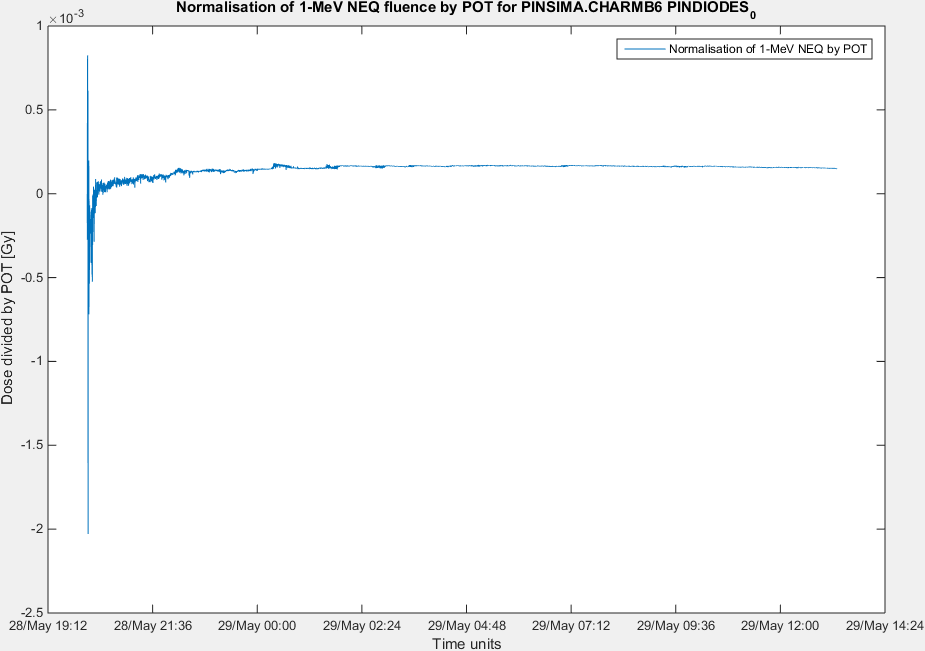 Normalisation of 1-MeV NEQ fluence by POT for PINSIMA.CHARMB6 PINDIODES_0
×10^-3
Normalisation of 1-MeV NEQ by POT
1
0.5
0
-0.5
-1
-1.5
-2
-2.5
Dose divided by POT [Gy]
28/May 19:12 28/May 21:36 29/May 00:00 29/May 02:24 29/May 04:48 29/May 07:12 29/May 09:36 29/May 12:00 29/May 14:24
Time units